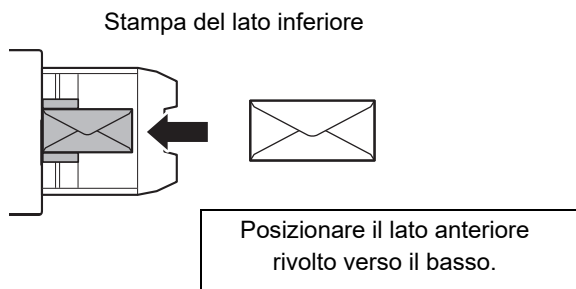 Stampa del lato inferiore
Posizionare il lato anteriore
rivolto verso il basso.